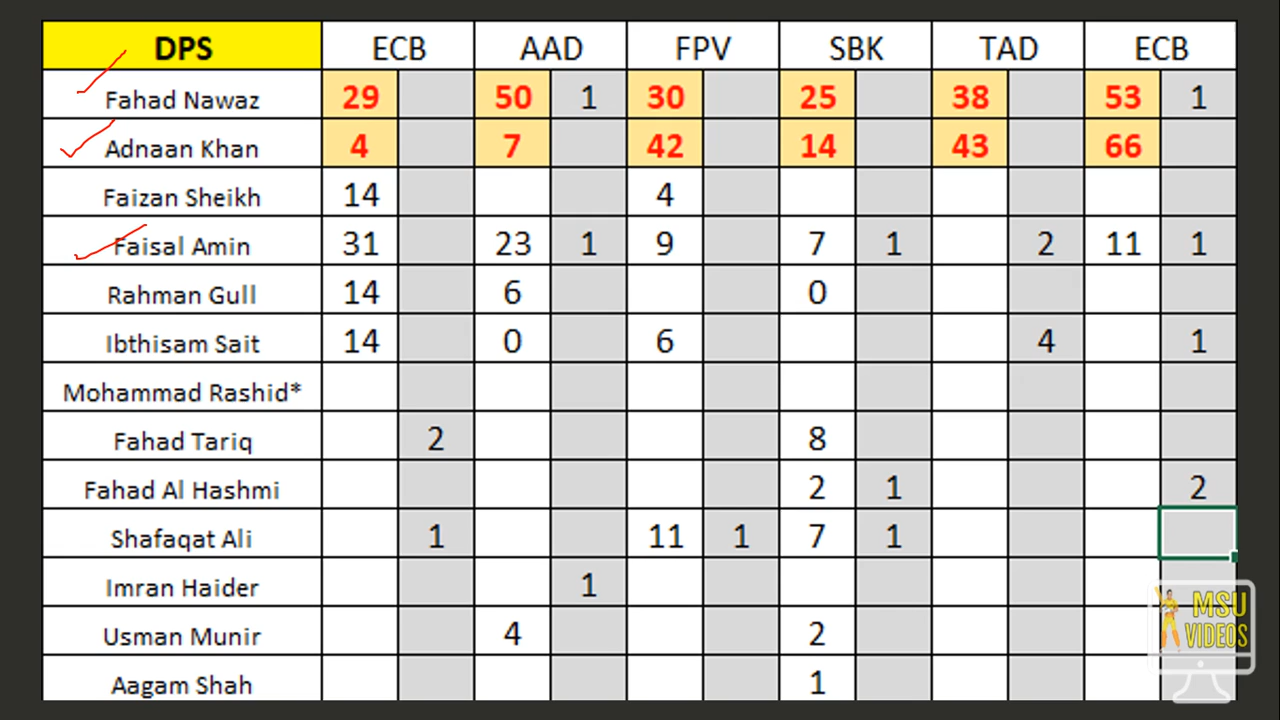 DPS ECB AAD FPV SBK TAD ECB
Fahad Nawaz 29 50 1 30 25 38 53 1
Adnaan Khan 4 7 42 14 43 66
Faizan Sheikh 14 4
Faisal Amin 31 23 1 9 7 1 2 11 1
Rahman Gull 14 6 0
Ibthisam Sait 14 0 6 4 1
Mohammad Rashid*
Fahad Tariq 2 8
Fahad Al Hashmi 2 1 2
Shafaqat Ali 1 11 1 7 1
Imran Haider 1
Usman Munir 4 2
Aagam Shah 1
MSU
VIDEOS